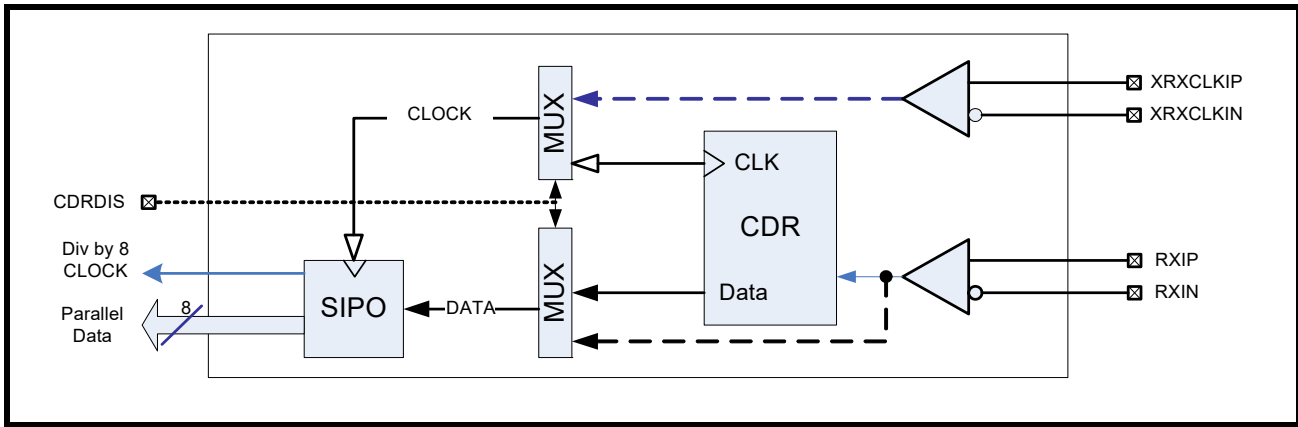 XRXCLKIP
CLOCK
MUX
XRXCLKIN
CLK
CDRDIS
CDR
Div by 8
CLOCK
RXIP
MUX
Data
RXIN
8
SIPO
DATA
Parallel
Data